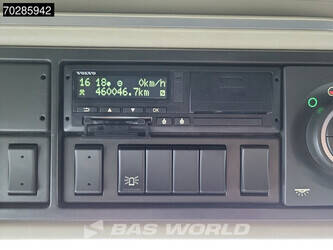 70285942
VOLVO
16 18 0km/h
460046.7km
OK
BAS WORLD